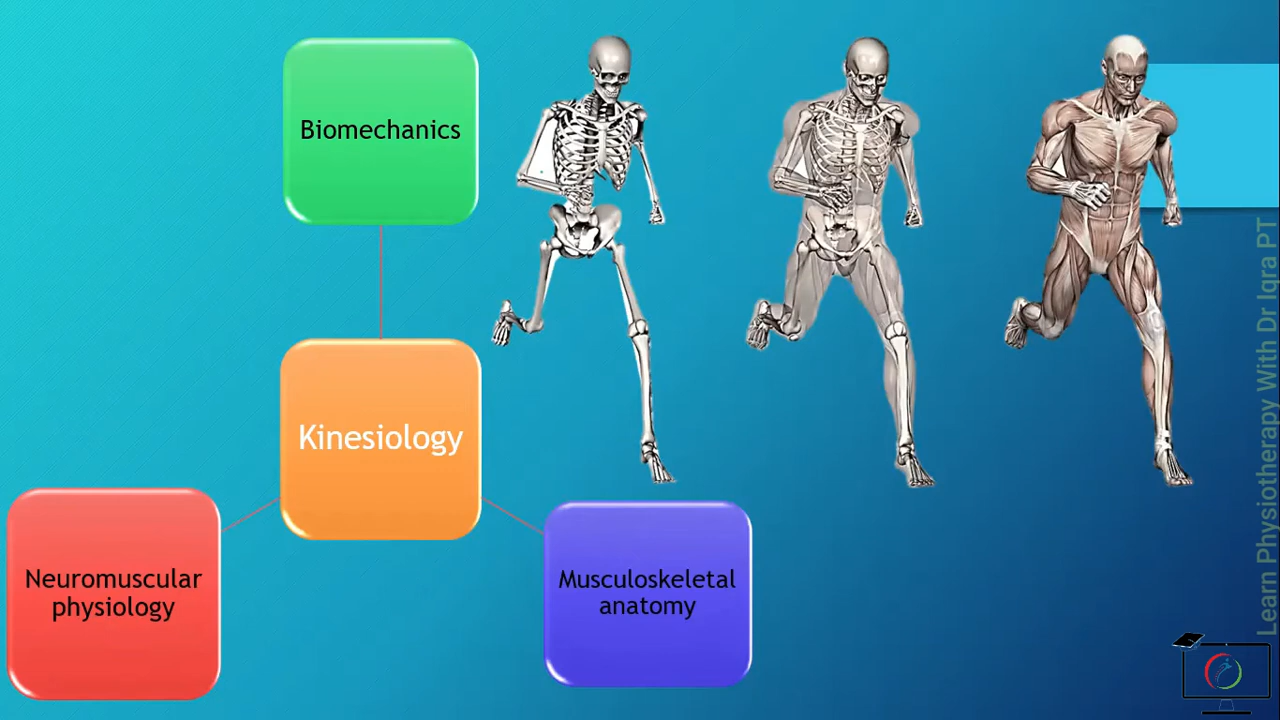 Biomechanics
Kinesiology
Neuromuscular
physiology
Musculoskeletal
anatomy
Learn Physiotherapy With Dr Iqra PT